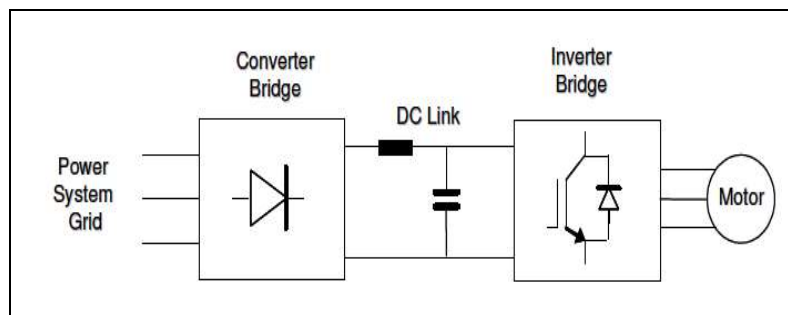 Converter
Bridge
Inverter
Bridge
DC Link
Power
System
Grid
Motor